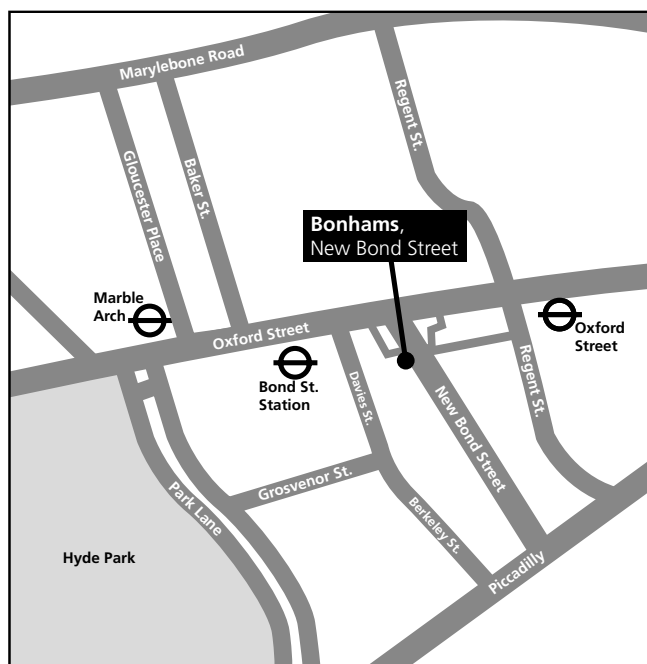 Marylebone Road
Regent St.
Gloucester Place
Baker St.
Bonhams,
New Bond Street
Marble
Arch
Oxford Street
Oxford
Street
Bond St.
Station
Davies St.
New Bond Street
Regent St.
Grosvenor St.
Park Lane
Berkeley St.
Hyde Park
Piccadilly